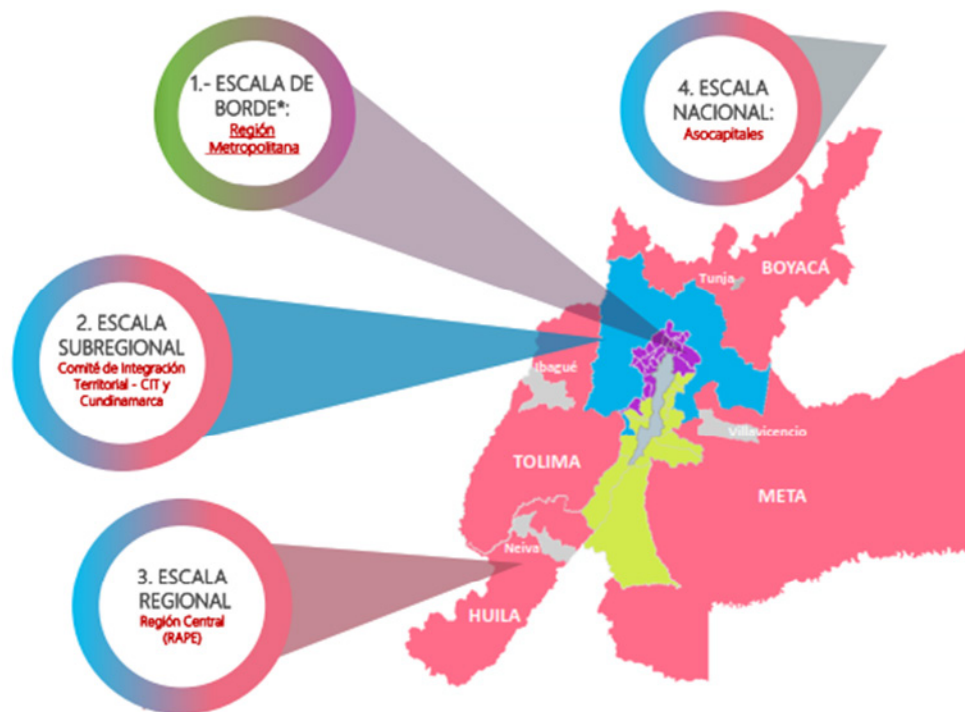 1.- ESCALA DE
BORDE*:
Región
Metropolitana
4. ESCALA
NACIONAL:
Asocapitales
2. ESCALA
SUBREGIONAL
Comité de Integración
Territorial - CIT y
Cundinamarca
3. ESCALA
REGIONAL
Región Central
(RAPE)
BOYACÁ
Tunja
Ibagué
Villavicencio
TOLIMA
META
Neiva
HUILA